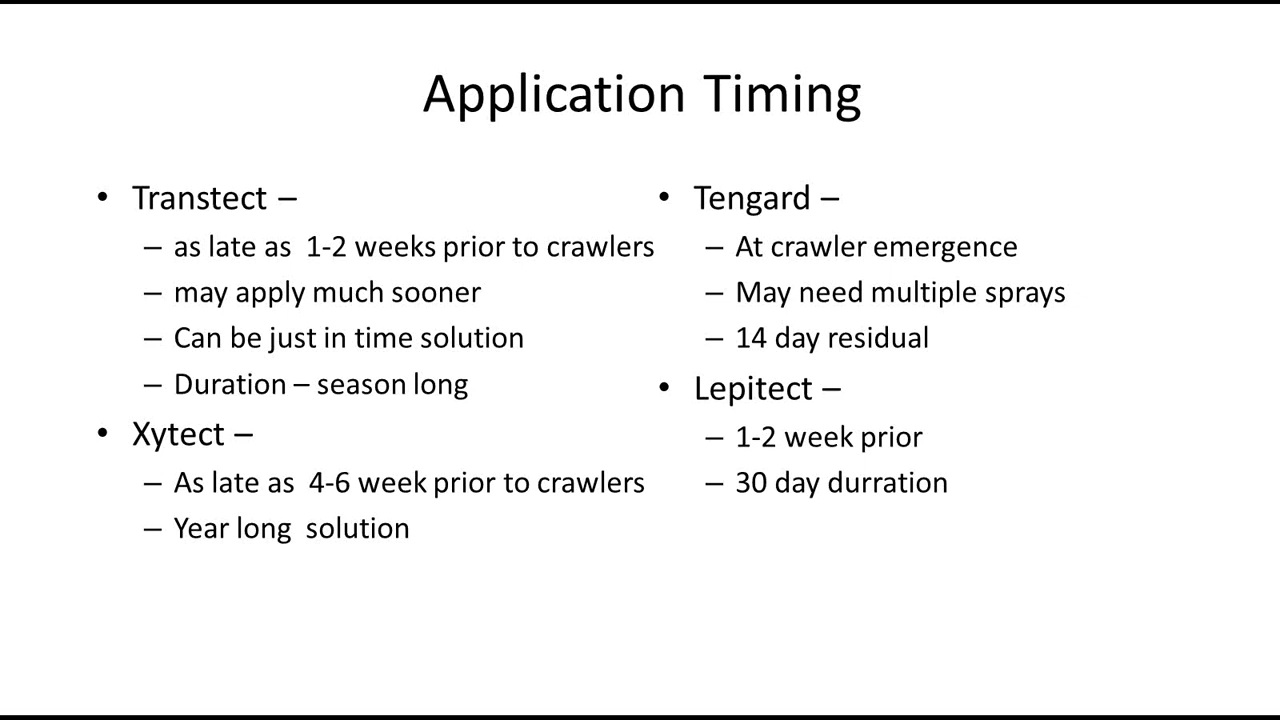 Application Timing
• Transtect –
– as late as 1-2 weeks prior to crawlers
– may apply much sooner
– Can be just in time solution
– Duration – season long
• Xytect –
– As late as 4-6 week prior to crawlers
– Year long solution
• Tengard –
– At crawler emergence
– May need multiple sprays
– 14 day residual
• Lepitect –
– 1-2 week prior
– 30 day durration